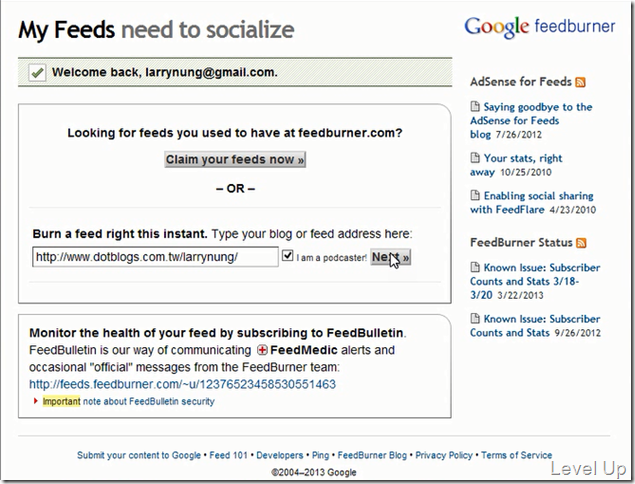 My Feeds need to socialize
Google feedburner
Welcome back, larrynung@gmail.com.
Looking for feeds you used to have at feedburner.com?
Claim your feeds now »
– OR –
Burn a feed right this instant. Type your blog or feed address here:
http://www.dotblogs.com.tw/larrynung/
I am a podcaster!
Next »
Monitor the health of your feed by subscribing to FeedBulletin.
FeedBulletin is our way of communicating FeedMedic alerts and
occasional "official" messages from the FeedBurner team:
http://feeds.feedburner.com/~u/12376523458530551463
Important note about FeedBulletin security
AdSense for Feeds
Saying goodbye to the
AdSense for Feeds
blog 7/26/2012
Your stats, right
away 10/25/2010
Enabling social sharing
with FeedFlare 4/23/2010
FeedBurner Status
Known Issue: Subscriber
Counts and Stats 3/18-
3/20 3/22/2013
Known Issue: Subscriber
Counts and Stats 9/26/2012
Submit your content to Google • Feed 101 • Developers • Ping • FeedBurner Blog • Privacy Policy • Terms of Service
©2004–2013 Google
Level Up